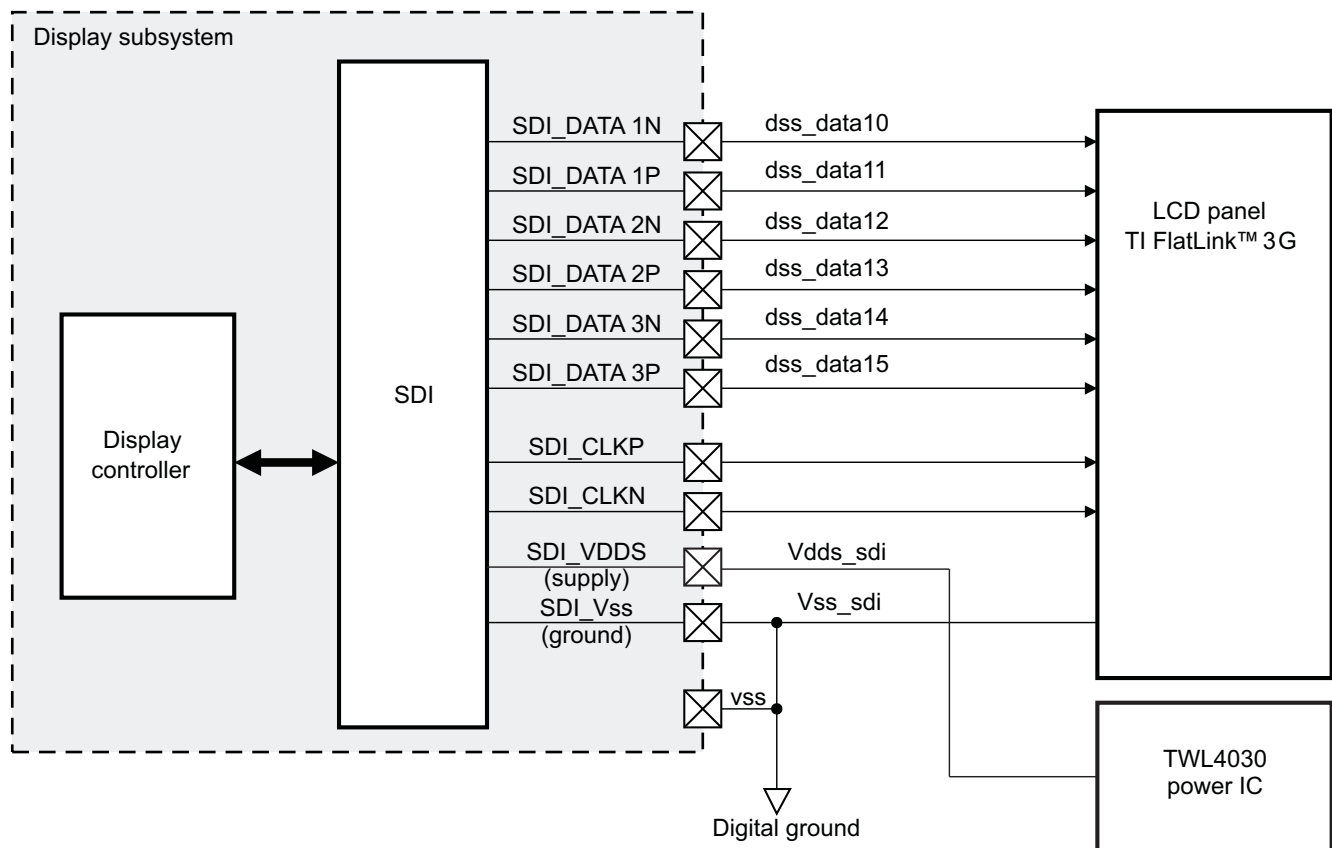 Display subsystem
SDI_DATA 1N
dss_data10
SDI_DATA 1P
dss_data11
SDI_DATA 2N
dss_data12
SDI_DATA 2P
dss_data13
SDI_DATA 3N
dss_data14
SDI_DATA 3P
dss_data15
LCD panel
TI FlatLink™ 3G
SDI
Display
controller
SDI_CLKP
SDI_CLKN
SDI_VDDS
(supply)
Vdds_sdi
SDI_Vss
(ground)
Vss_sdi
vss
Digital ground
TWL4030
power IC